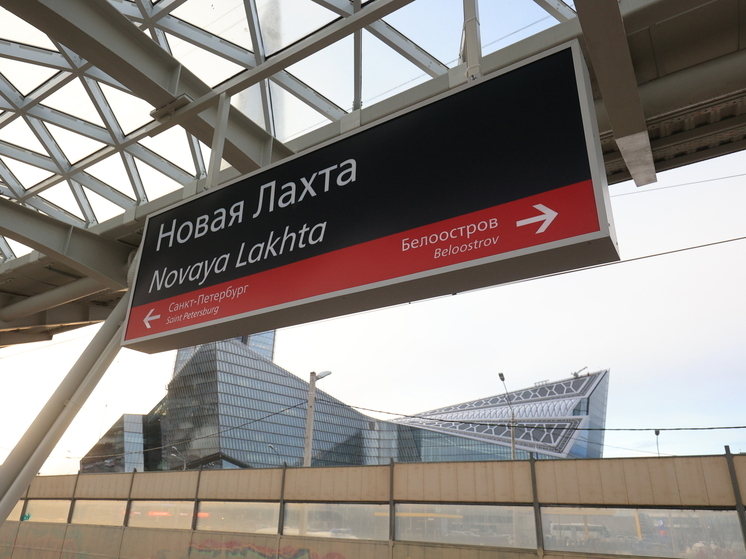 Новая Лахта
Novaya Lakhta
← Санкт-Петербург
Saint Petersburg
Белоостров →
Beloostrov